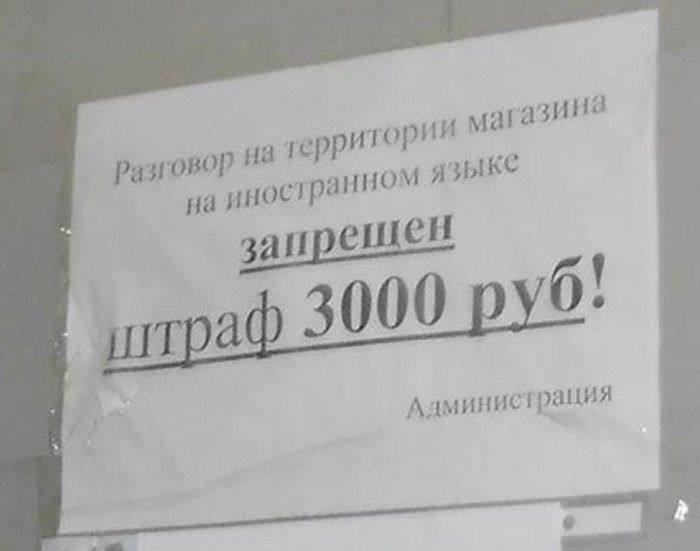 Разговор на территории магазина
на иностранном языке
запрещен
штраф 3000 руб!
Администрация